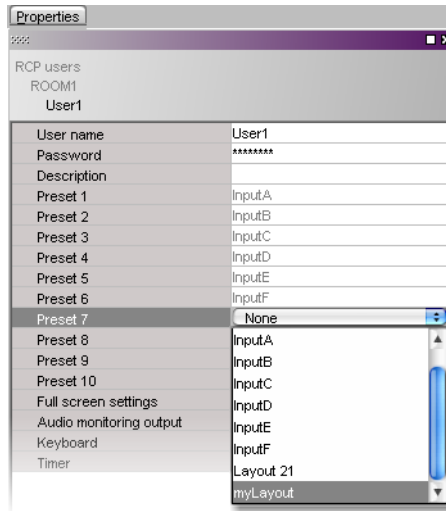 Properties
RCP users
ROOM1
User1
User name User1
Password ********
Description
Preset 1 InputA
Preset 2 InputB
Preset 3 InputC
Preset 4 InputD
Preset 5 InputE
Preset 6 InputF
Preset 7 None
Preset 8 InputA
Preset 9 InputB
Preset 10 InputC
Full screen settings InputD
Audio monitoring output InputE
Keyboard InputF
Timer Layout 21
myLayout